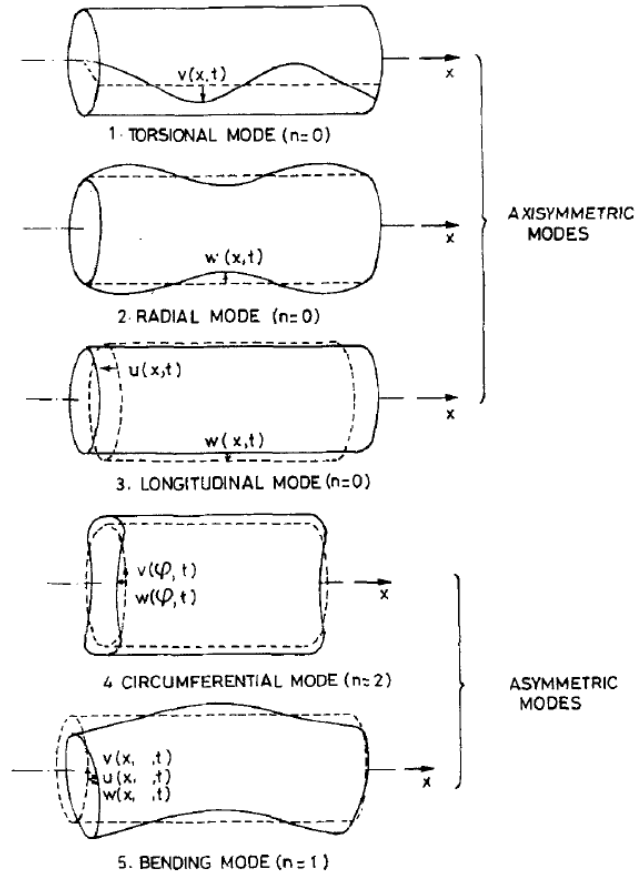 v(x,t)
x
1. TORSIONAL MODE (n=0)
w(x,t)
x
2. RADIAL MODE (n=0)
AXISYMMETRIC
MODES
u(x,t)
w(x,t)
x
3. LONGITUDINAL MODE (n=0)
v(φ,t)
w(φ,t)
x
4 CIRCUMFERENTIAL MODE (n=2)
ASYMMETRIC
MODES
v(x, ,t)
u(x, ,t)
w(x, ,t)
x
5. BENDING MODE (n=1)